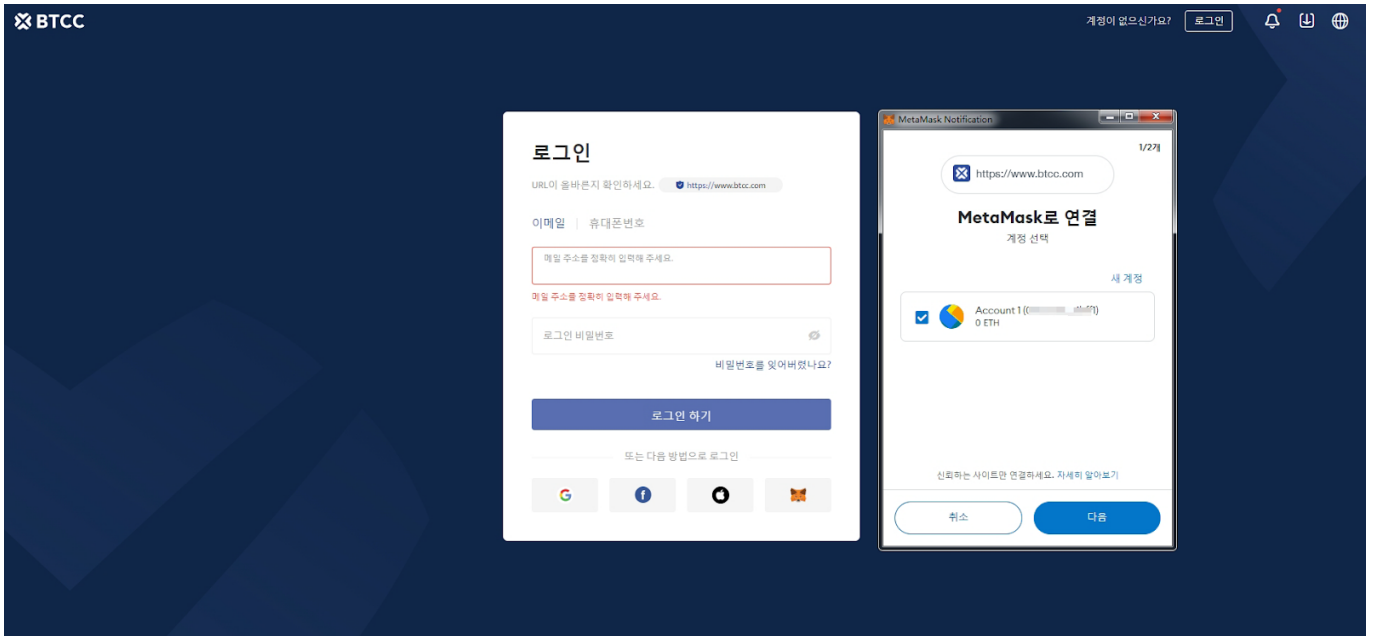 BTCC
계정이 없으신가요? 로그인
로그인
URL이 올바른지 확인하세요. https://www.btcc.com
이메일 | 휴대폰번호
메일 주소를 정확히 입력해 주세요.
메일 주소를 정확히 입력해 주세요.
로그인 비밀번호
비밀번호를 잊어버렸나요?
로그인 하기
또는 다음 방법으로 로그인
MetaMask Notification
1/2개
https://www.btcc.com
MetaMask로 연결
계정 선택
새 계정
Account 1
0 ETH
신뢰하는 사이트만 연결하세요. 자세히 알아보기
취소
다음